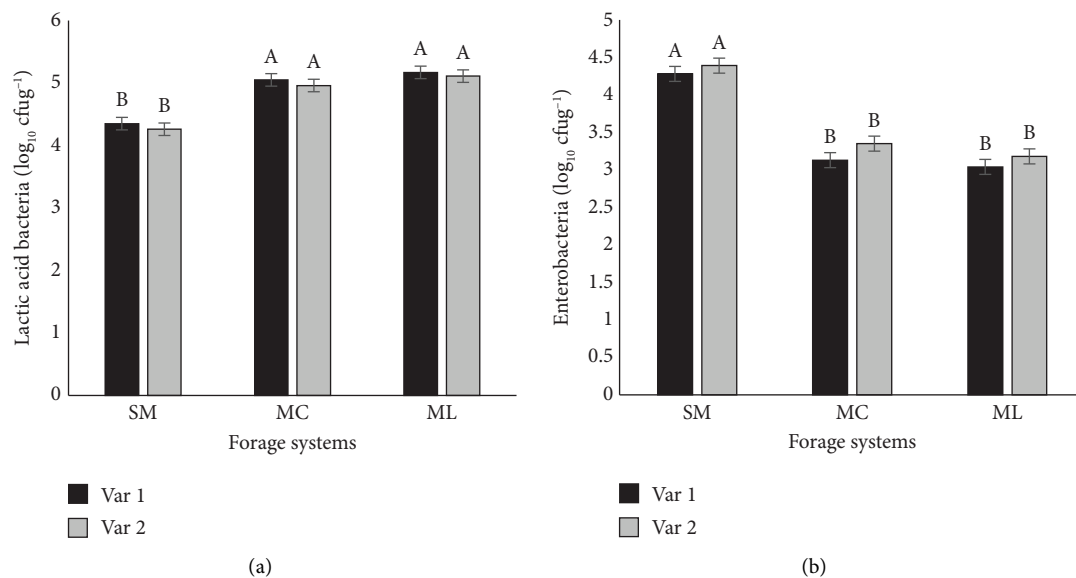 Lactic acid bacteria (log₁₀ cfug⁻¹)
6
5
4
3
2
1
0
B B
A A
A A
SM MC ML
Forage systems
Var 1
Var 2
(a)
Enterobacteria (log₁₀ cfug⁻¹)
5
4.5
4
3.5
3
2.5
2
1.5
1
0.5
0
A A
B B
B B
SM MC ML
Forage systems
Var 1
Var 2
(b)